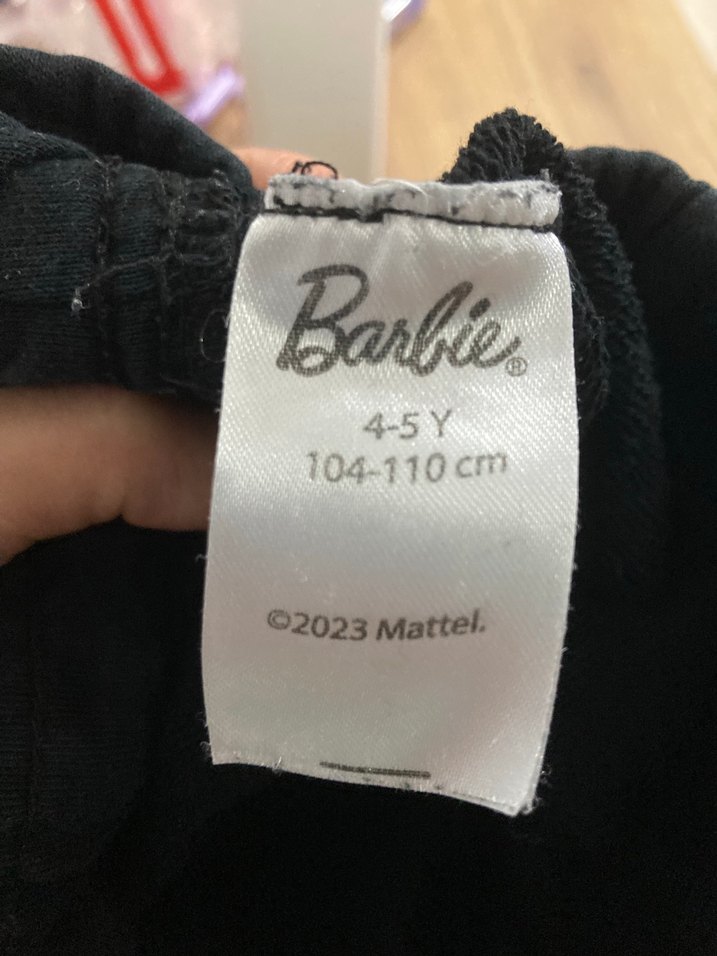 Barbie®
4-5 Y
104-110 cm
©2023 Mattel.